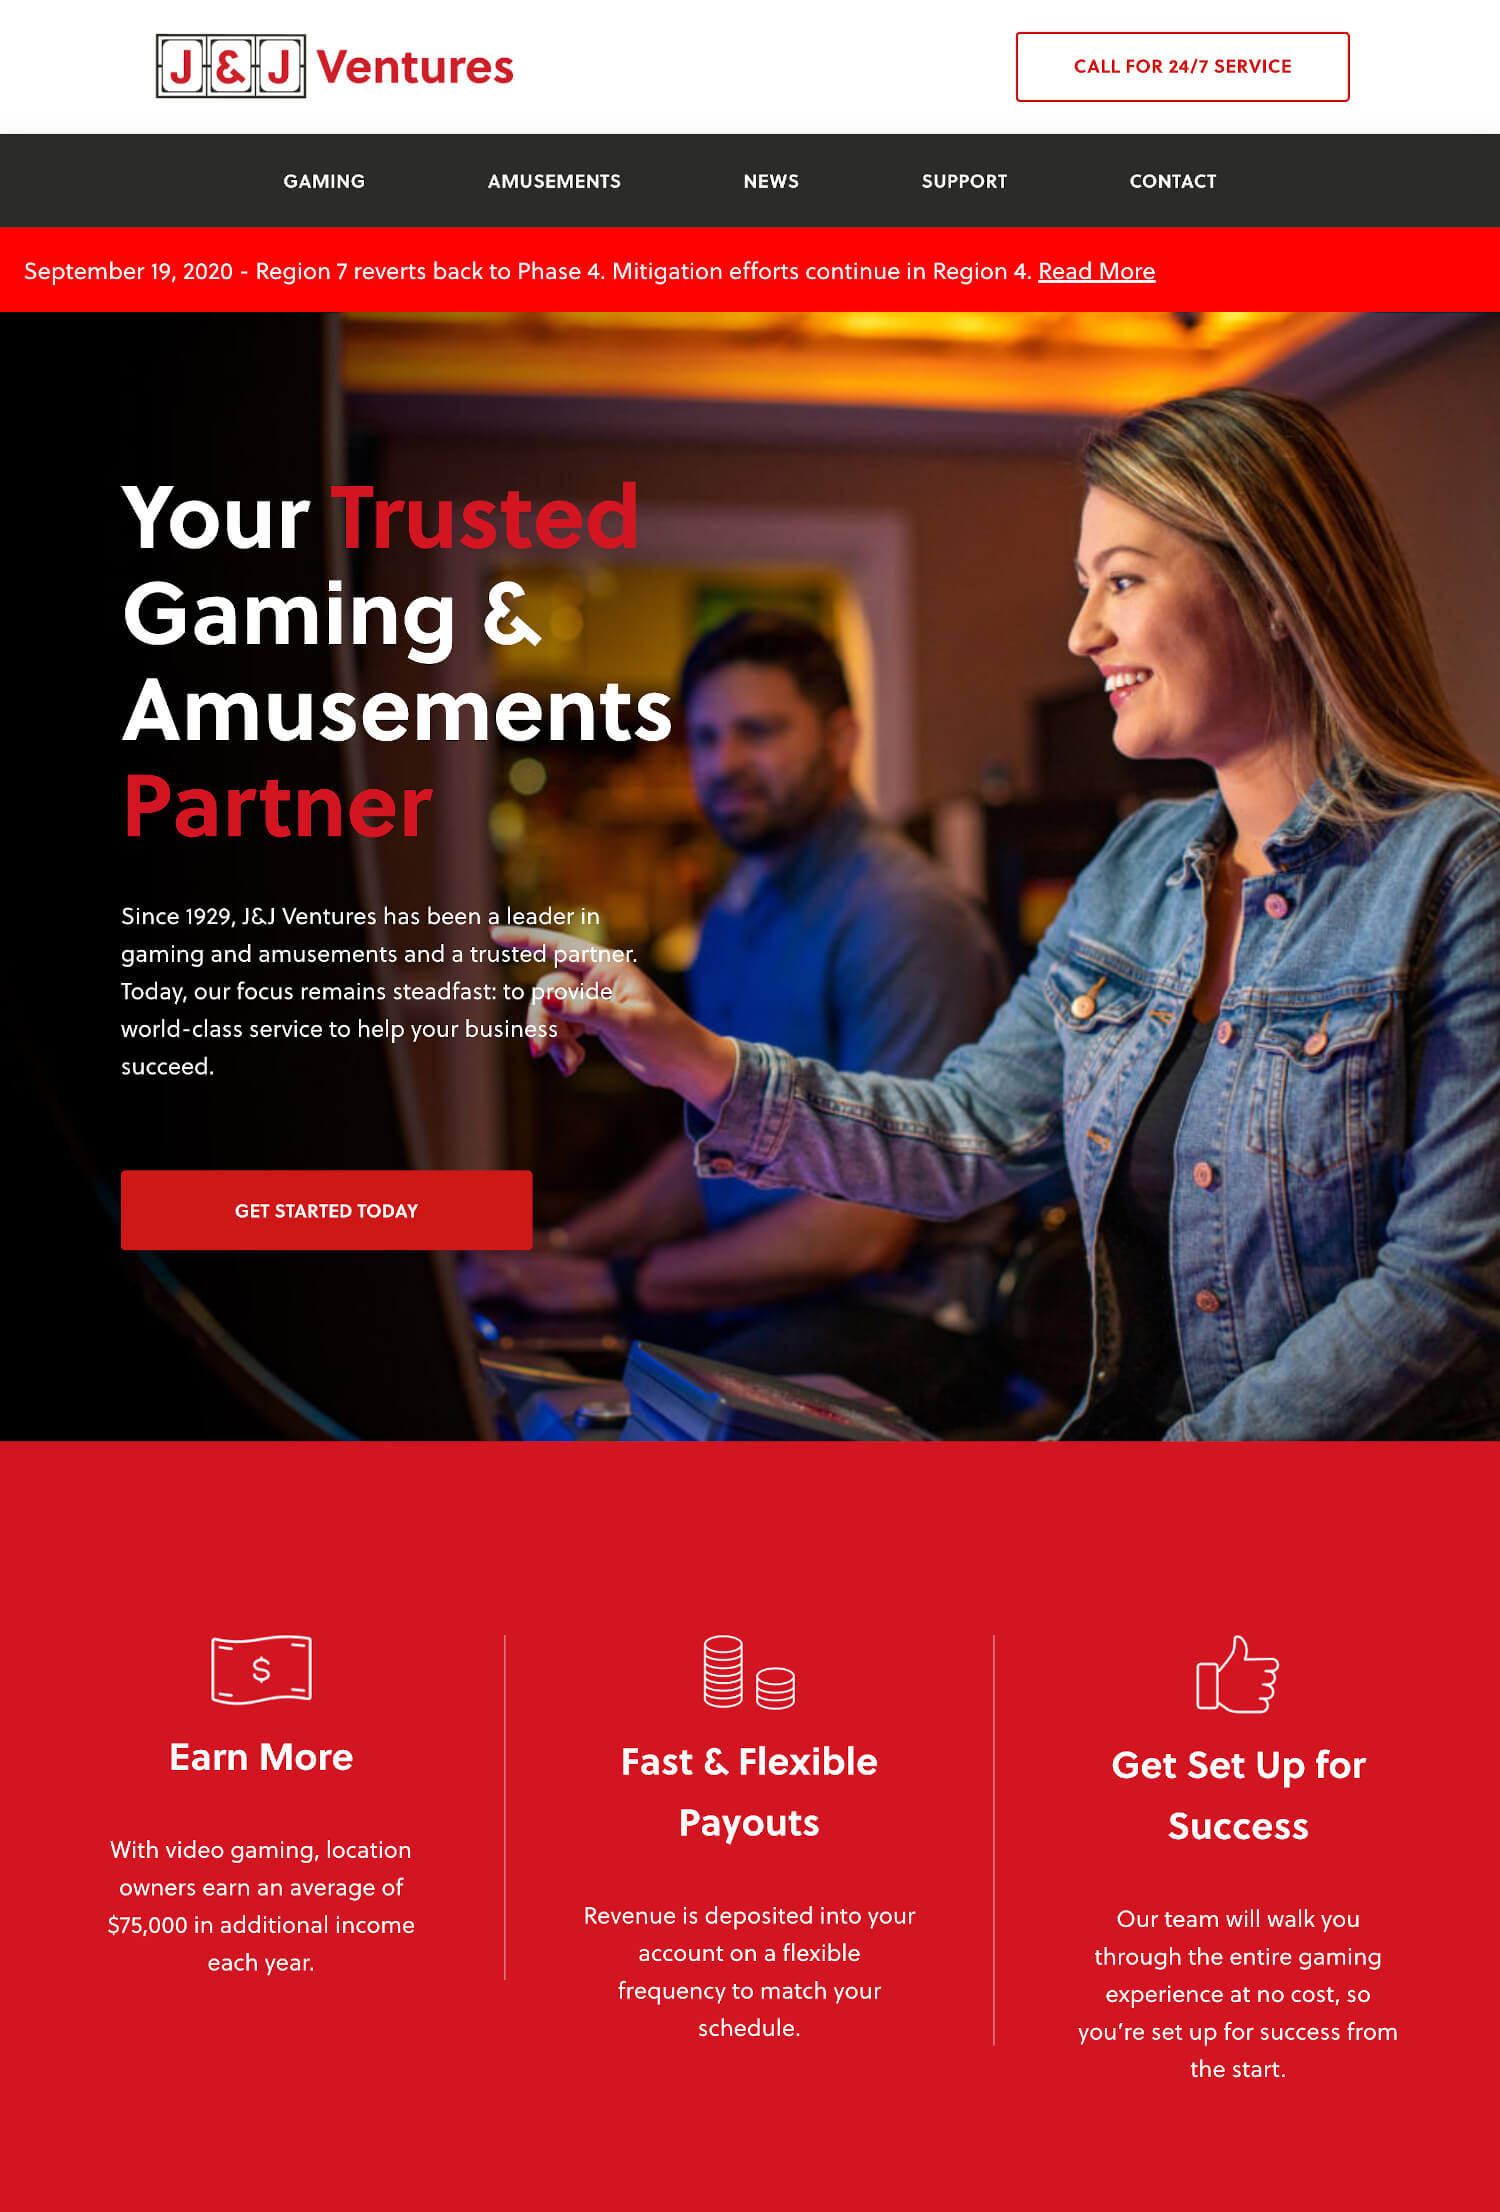 J&J Ventures
CALL FOR 24/7 SERVICE
GAMING AMUSEMENTS NEWS SUPPORT CONTACT
September 19, 2020 - Region 7 reverts back to Phase 4. Mitigation efforts continue in Region 4. Read More
Your Trusted
Gaming &
Amusements
Partner
Since 1929, J&J Ventures has been a leader in
gaming and amusements and a trusted partner.
Today, our focus remains steadfast: to provide
world-class service to help your business
succeed.
GET STARTED TODAY
$
Earn More
With video gaming, location
owners earn an average of
$75,000 in additional income
each year.
Fast & Flexible
Payouts
Revenue is deposited into your
account on a flexible
frequency to match your
schedule.
Get Set Up for
Success
Our team will walk you
through the entire gaming
experience at no cost, so
you’re set up for success from
the start.